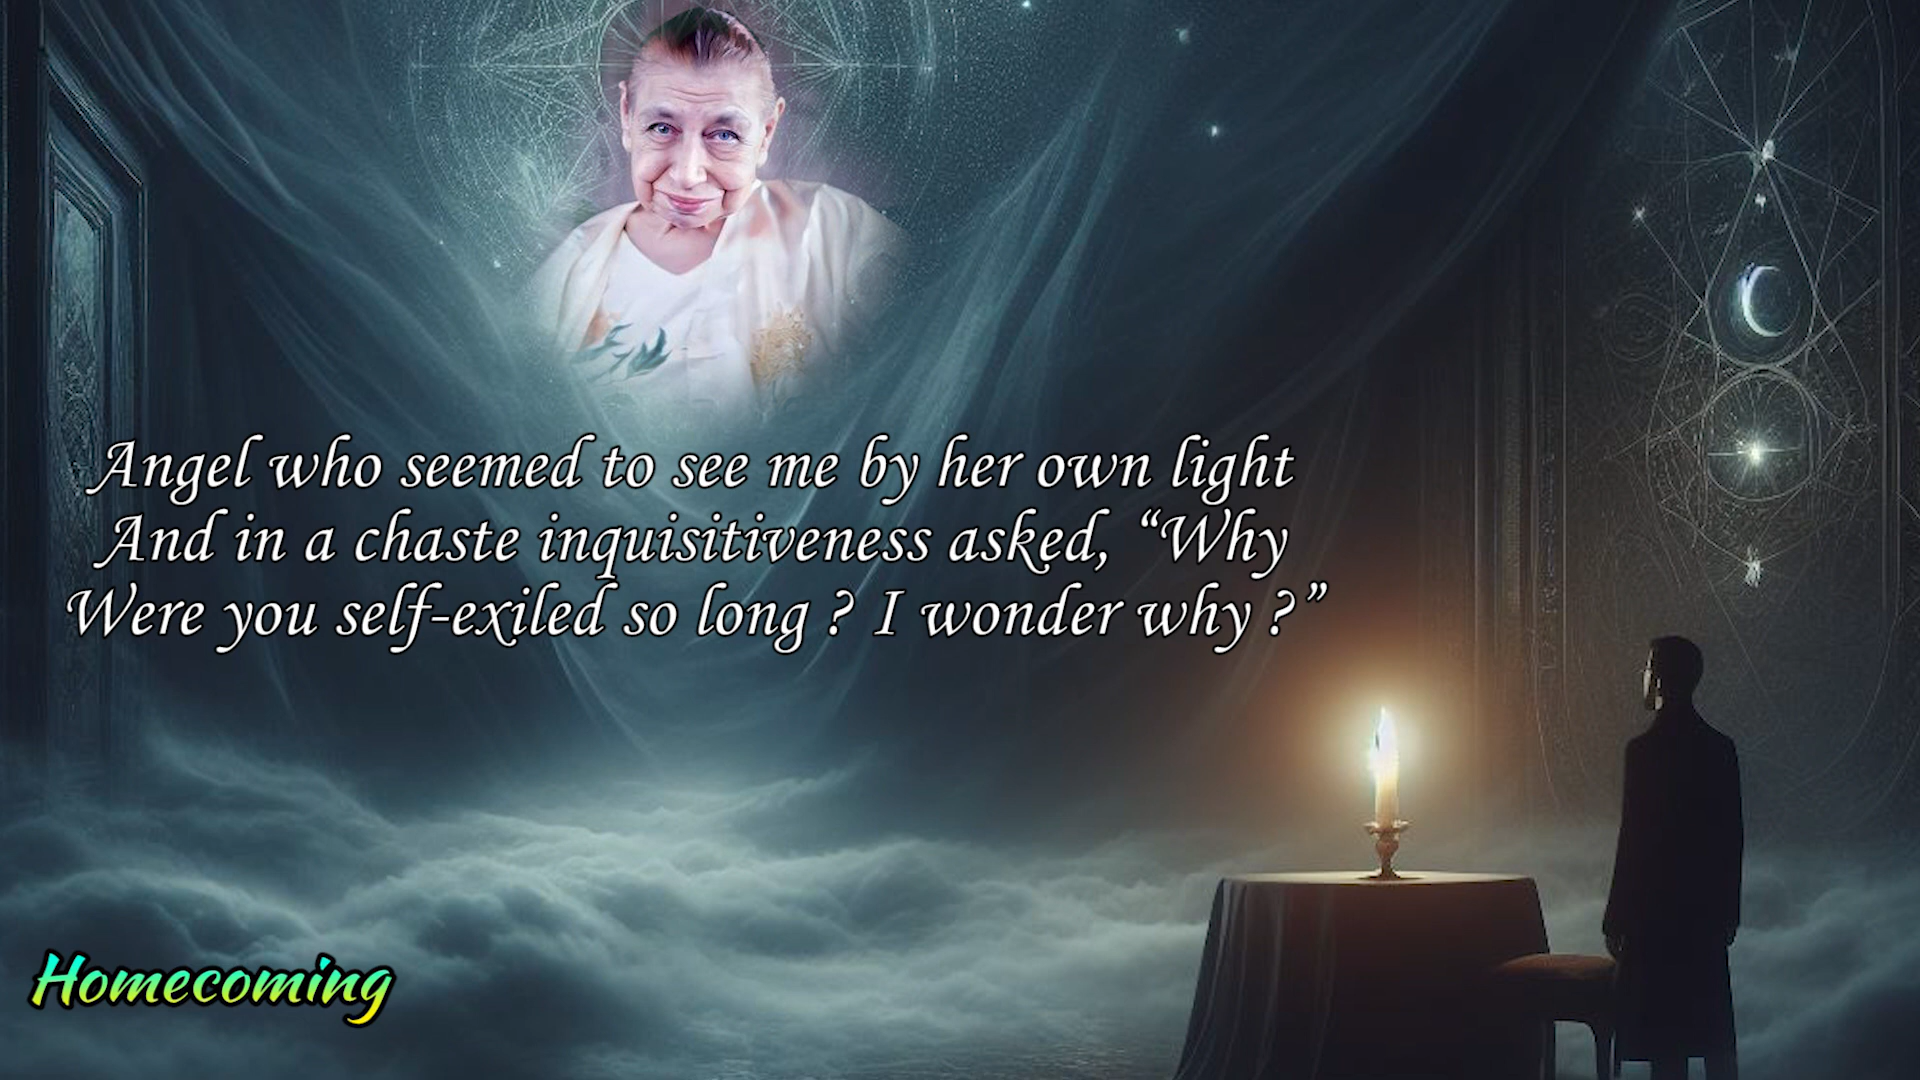 Angel who seemed to see me by her own light
And in a chaste inquisitiveness asked, “Why
Were you self-exiled so long ? I wonder why ?”
Homecoming